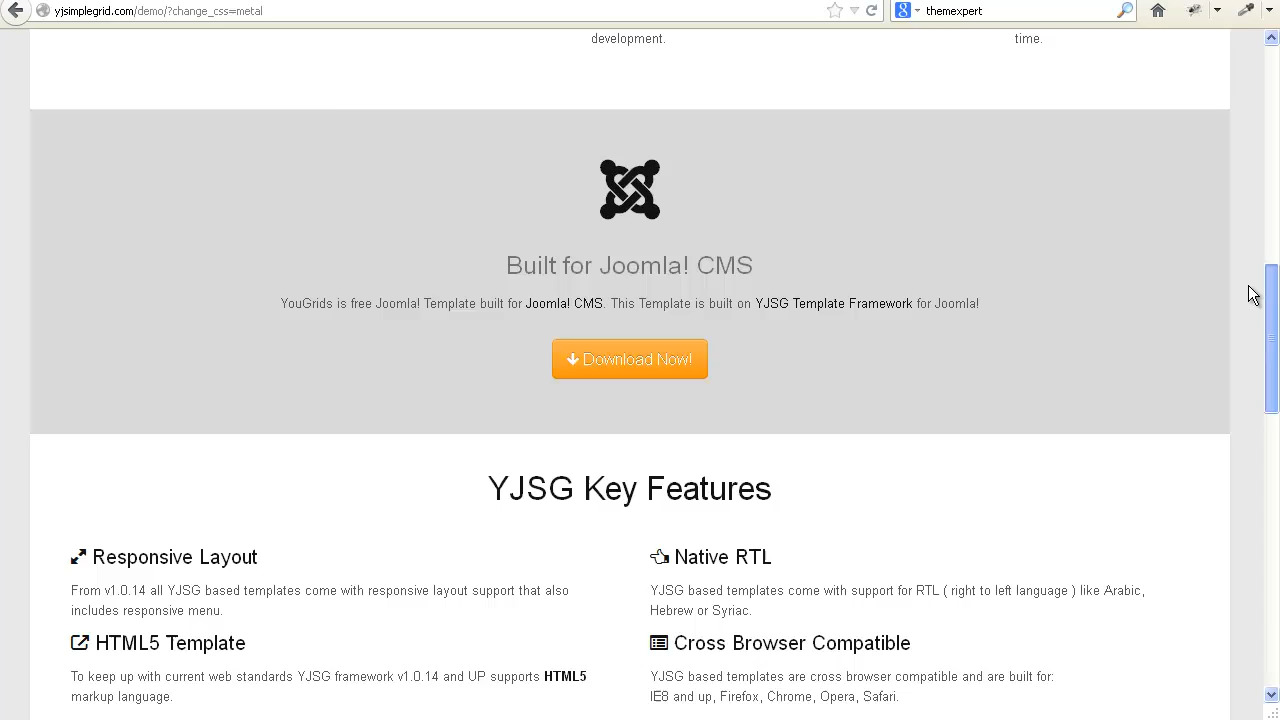 yjsimplegrid.com/demo/?change_css=metal
themexpert
development.
time.
Built for Joomla! CMS
YouGrids is free Joomla! Template built for Joomla! CMS. This Template is built on YJSG Template Framework for Joomla!
Download Now!
YJSG Key Features
Responsive Layout
From v1.0.14 all YJSG based templates come with responsive layout support that also
includes responsive menu.
Native RTL
YJSG based templates come with support for RTL ( right to left language ) like Arabic,
Hebrew or Syriac.
HTML5 Template
To keep up with current web standards YJSG framework v1.0.14 and UP supports HTML5
markup language.
Cross Browser Compatible
YJSG based templates are cross browser compatible and are built for:
IE8 and up, Firefox, Chrome, Opera, Safari.